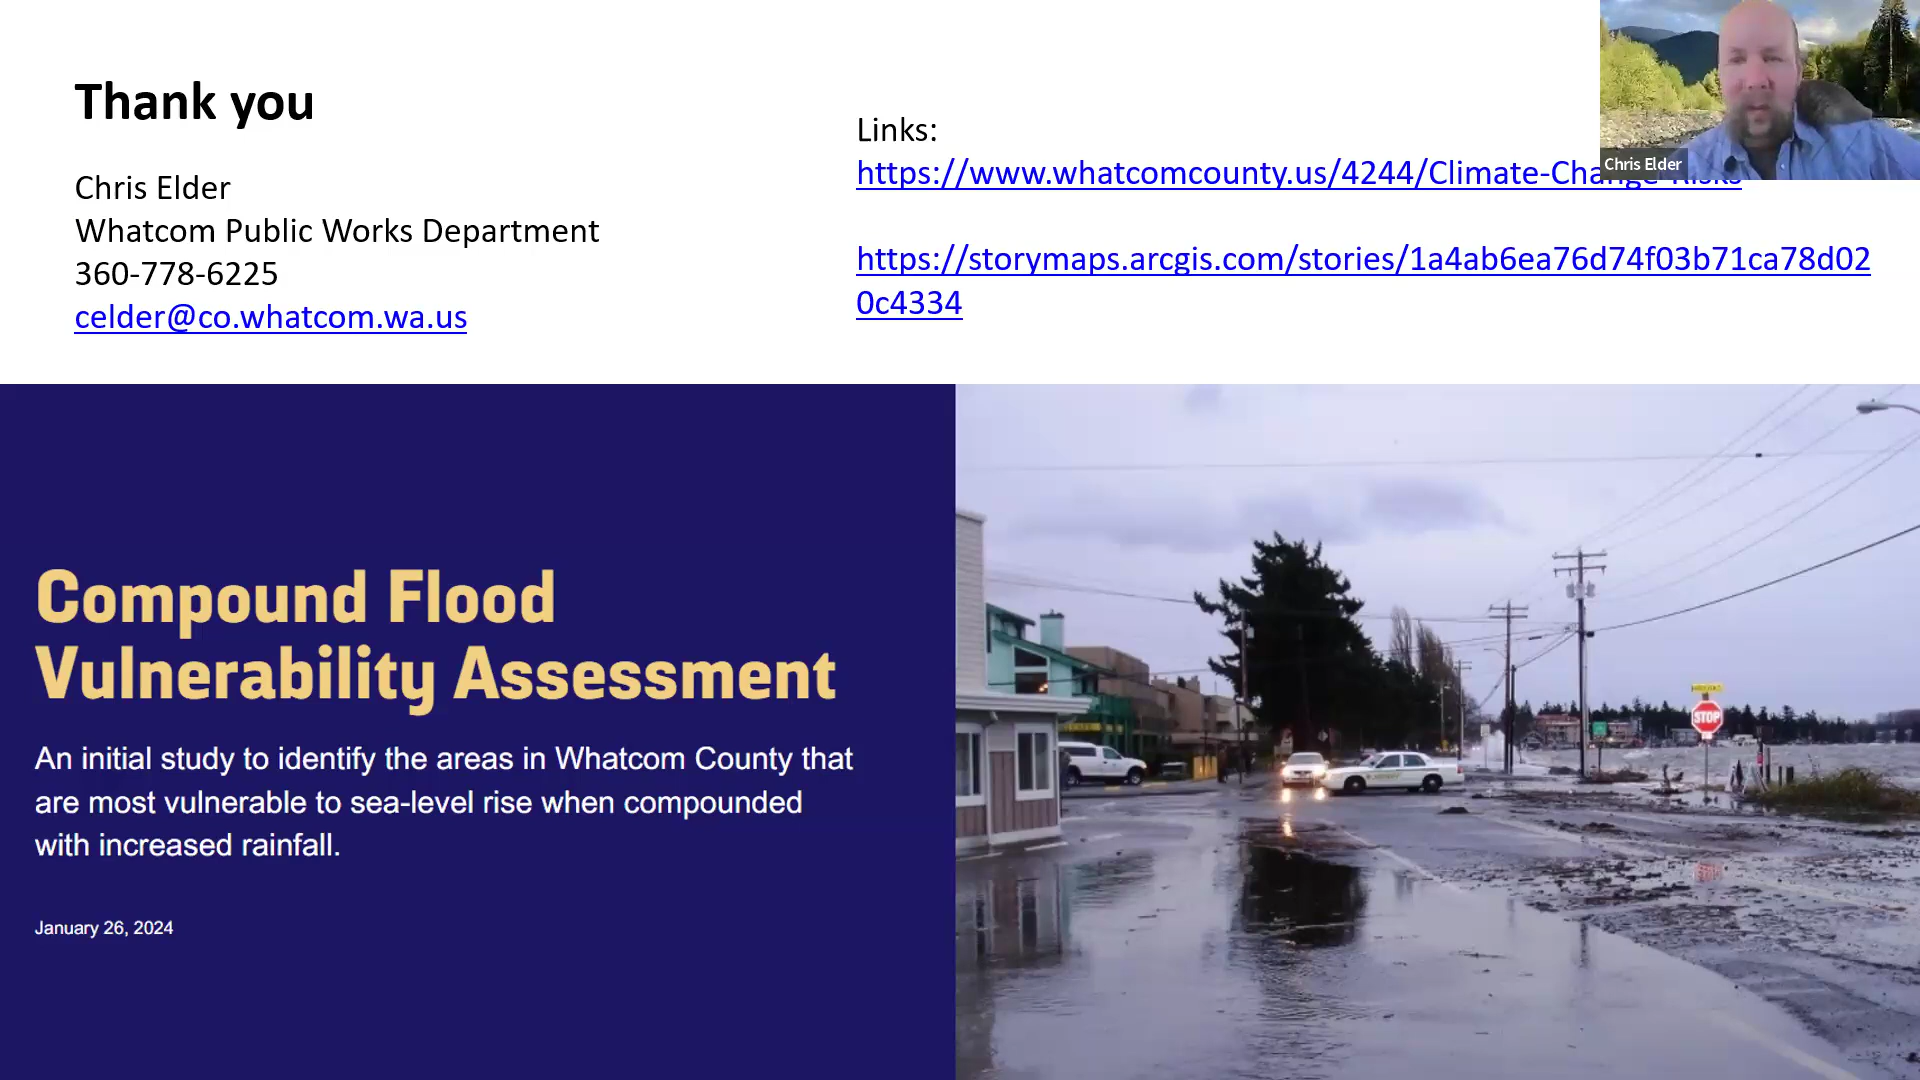 Thank you
Chris Elder
Whatcom Public Works Department
360-778-6225
celder@co.whatcom.wa.us
Links:
https://www.whatcomcounty.us/4244/Climate-Change-Risks
https://storymaps.arcgis.com/stories/1a4ab6ea76d74f03b71ca78d02
0c4334
Chris Elder
Compound Flood
Vulnerability Assessment
An initial study to identify the areas in Whatcom County that
are most vulnerable to sea-level rise when compounded
with increased rainfall.
January 26, 2024
STOP